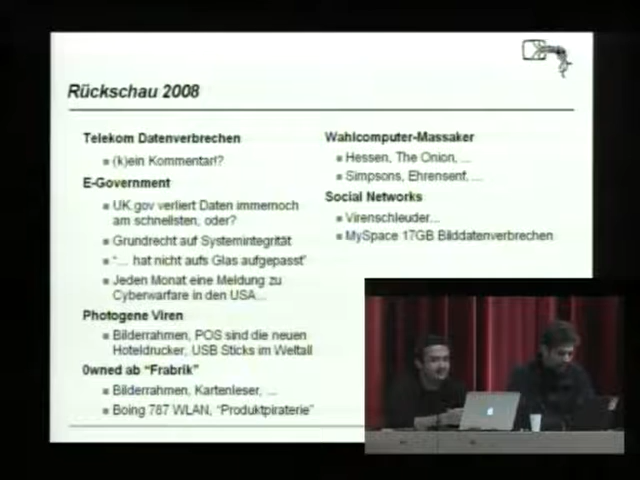 Rückschau 2008
Telekom Datenverbrechen
(k)ein Kommentar!?
E-Government
UK.gov verliert Daten immernoch
am schnellsten, oder?
Grundrecht aufs Systemintegrität
"... hat nicht aufs Glas aufgepasst"
Jeden Monat eine Meldung zu
Cyberwarfare in den USA...
Photogene Viren
Bilderrahmen, POS sind die neuen
Hoteldrucker, USB Sticks im Weltall
0wned ab "Frabrik"
Bilderrahmen, Kartenleser, ...
Boing 787 WLAN, "Produktpiraterie"
Wahlcomputer-Massaker
Hessen, The Onion, ...
Simpsons, Ehrensenf, ...
Social Networks
Virenschleuder...
MySpace 17GB Bilddatenverbrechen